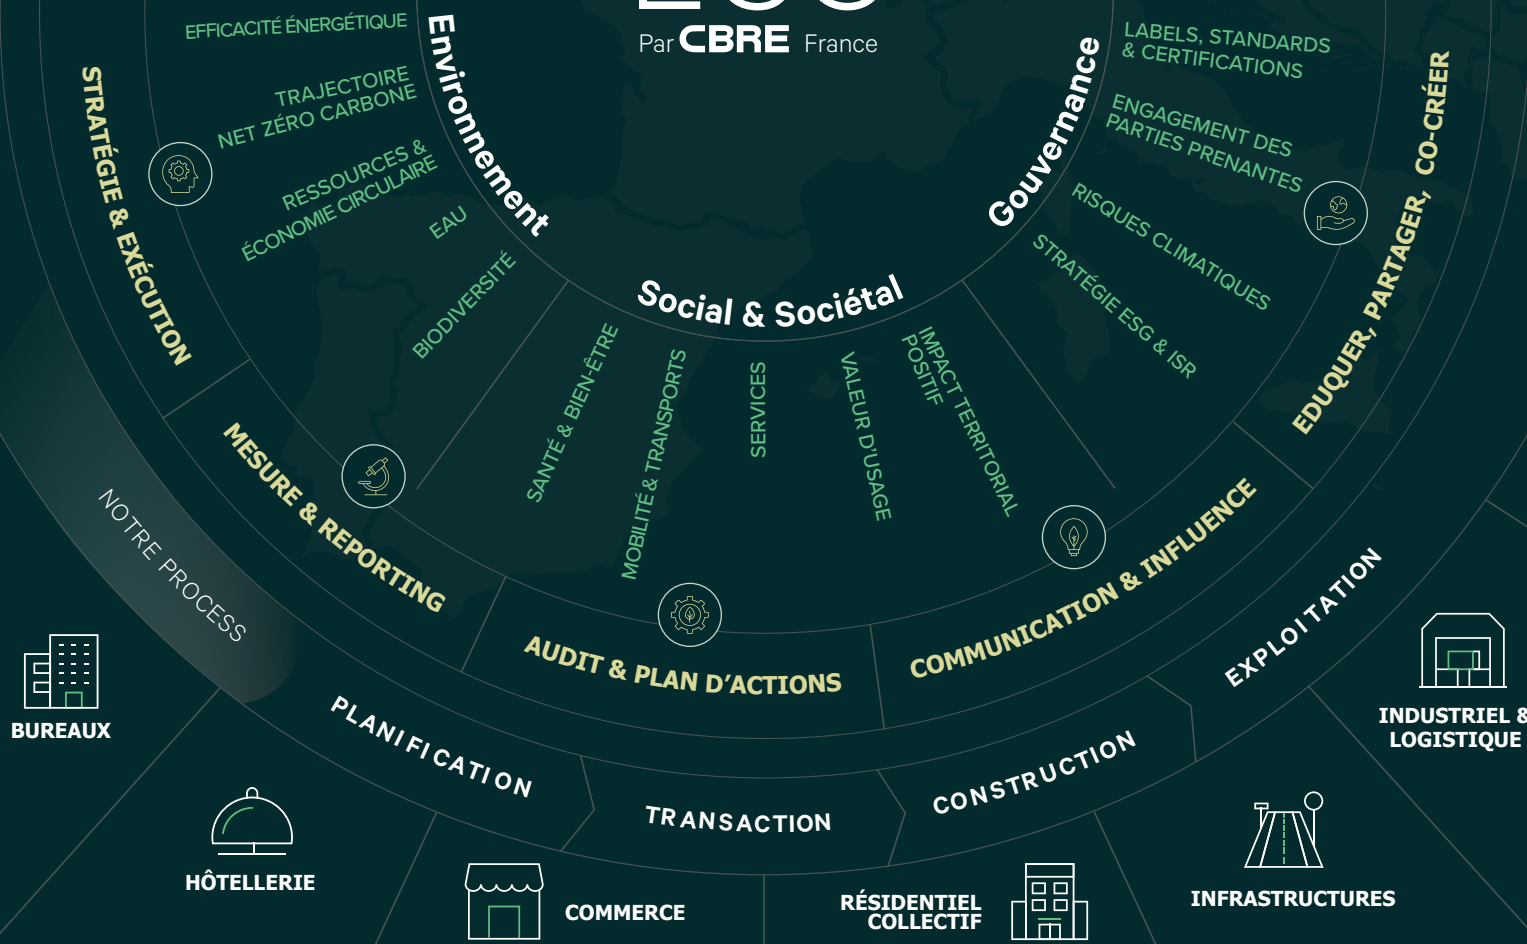 Par CBRE France
Environnement
EFFICACITÉ ÉNERGÉTIQUE
TRAJECTOIRE
NET ZÉRO CARBONE
RESSOURCES &
ÉCONOMIE CIRCULAIRE
EAU
BIODIVERSITÉ
Social & Sociétal
SANTÉ & BIEN-ÊTRE
MOBILITÉ & TRANSPORTS
SERVICES
VALEUR D'USAGE
IMPACT TERRITORIAL
POSITIF
Gouvernance
LABELS, STANDARDS
& CERTIFICATIONS
ENGAGEMENT DES
PARTIES PRENANTES
RISQUES CLIMATIQUES
STRATÉGIE ESG & ISR
STRATÉGIE & EXÉCUTION
MESURE & REPORTING
AUDIT & PLAN D'ACTIONS
COMMUNICATION & INFLUENCE
EDUQUER, PARTAGER, CO-CRÉER
NOTRE PROCESS
PLANIFICATION
TRANSACTION
CONSTRUCTION
EXPLOITATION
BUREAUX
HÔTELLERIE
COMMERCE
RÉSIDENTIEL
COLLECTIF
INFRASTRUCTURES
INDUSTRIEL &
LOGISTIQUE